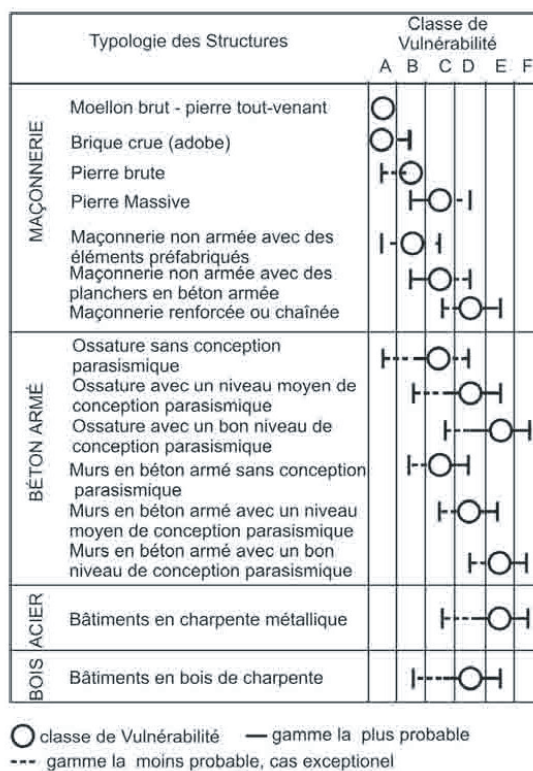 Typologie des Structures
Classe de
Vulnérabilité
A B C D E F
MAÇONNERIE
Moellon brut - pierre tout-venant
Brique crue (adobe)
Pierre brute
Pierre Massive
Maçonnerie non armée avec des
éléments préfabriqués
Maçonnerie non armée avec des
planchers en béton armée
Maçonnerie renforcée ou chaînée
BÉTON ARMÉ
Ossature sans conception
parasismique
Ossature avec un niveau moyen de
conception parasismique
Ossature avec un bon niveau de
conception parasismique
Murs en béton armé sans conception
parasismique
Murs en béton armé avec un niveau
moyen de conception parasismique
Murs en béton armé avec un bon
niveau de conception parasismique
ACIER
Bâtiments en charpente métallique
BOIS
Bâtiments en bois de charpente
classe de Vulnérabilité gamme la plus probable
gamme la moins probable, cas exceptionel